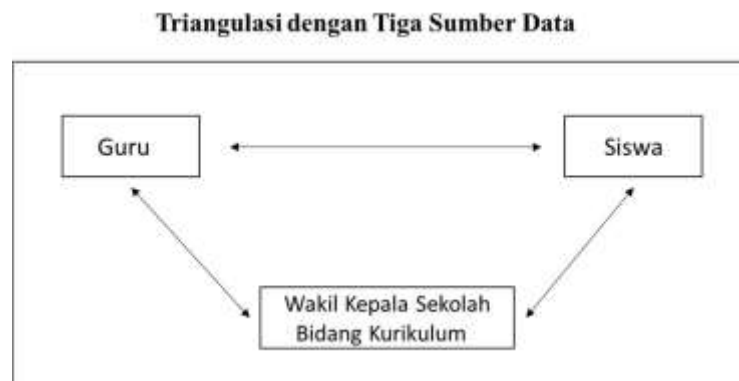 Triangulasi dengan Tiga Sumber Data
Guru
Siswa
Wakil Kepala Sekolah
Bidang Kurikulum